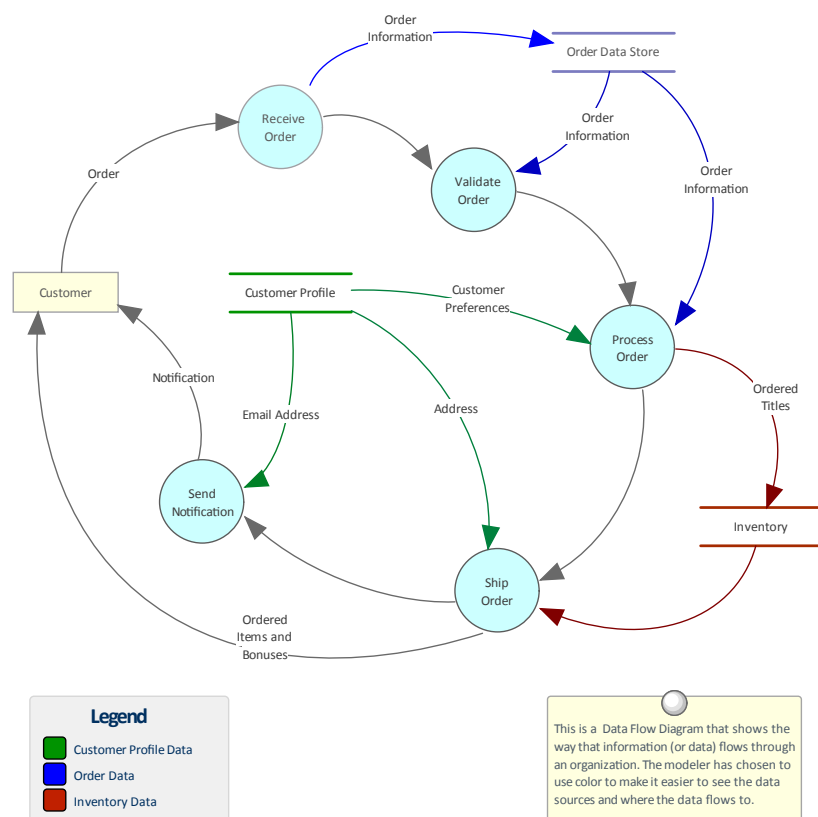 Order
Information
Order Data Store
Receive
Order
Order
Information
Order
Validate
Order
Order
Information
Customer
Customer Profile
Customer
Preferences
Process
Order
Notification
Email Address
Address
Ordered
Titles
Send
Notification
Inventory
Ship
Order
Ordered
Items and
Bonuses
Legend
Customer Profile Data
Order Data
Inventory Data
This is a Data Flow Diagram that shows the
way that information (or data) flows through
an organization. The modeler has chosen to
use color to make it easier to see the data
sources and where the data flows to.